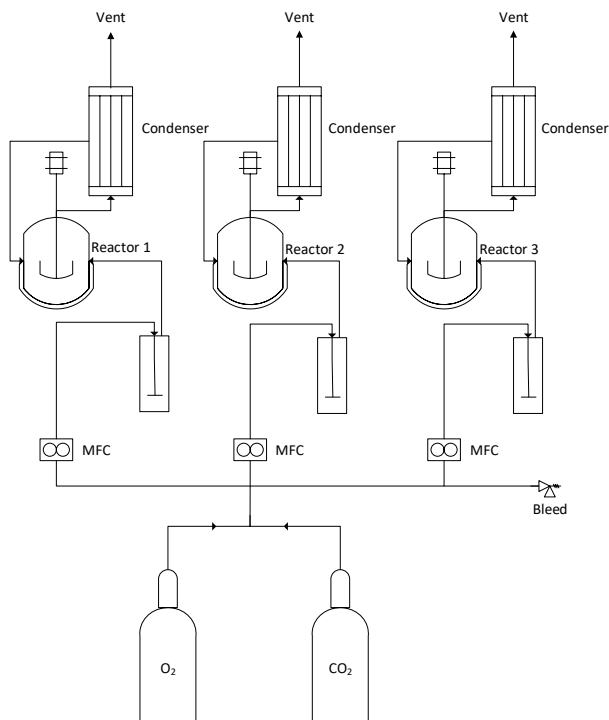 Vent Vent Vent
Condenser Condenser Condenser
Reactor 1 Reactor 2 Reactor 3
MFC MFC MFC
Bleed
O₂ CO₂